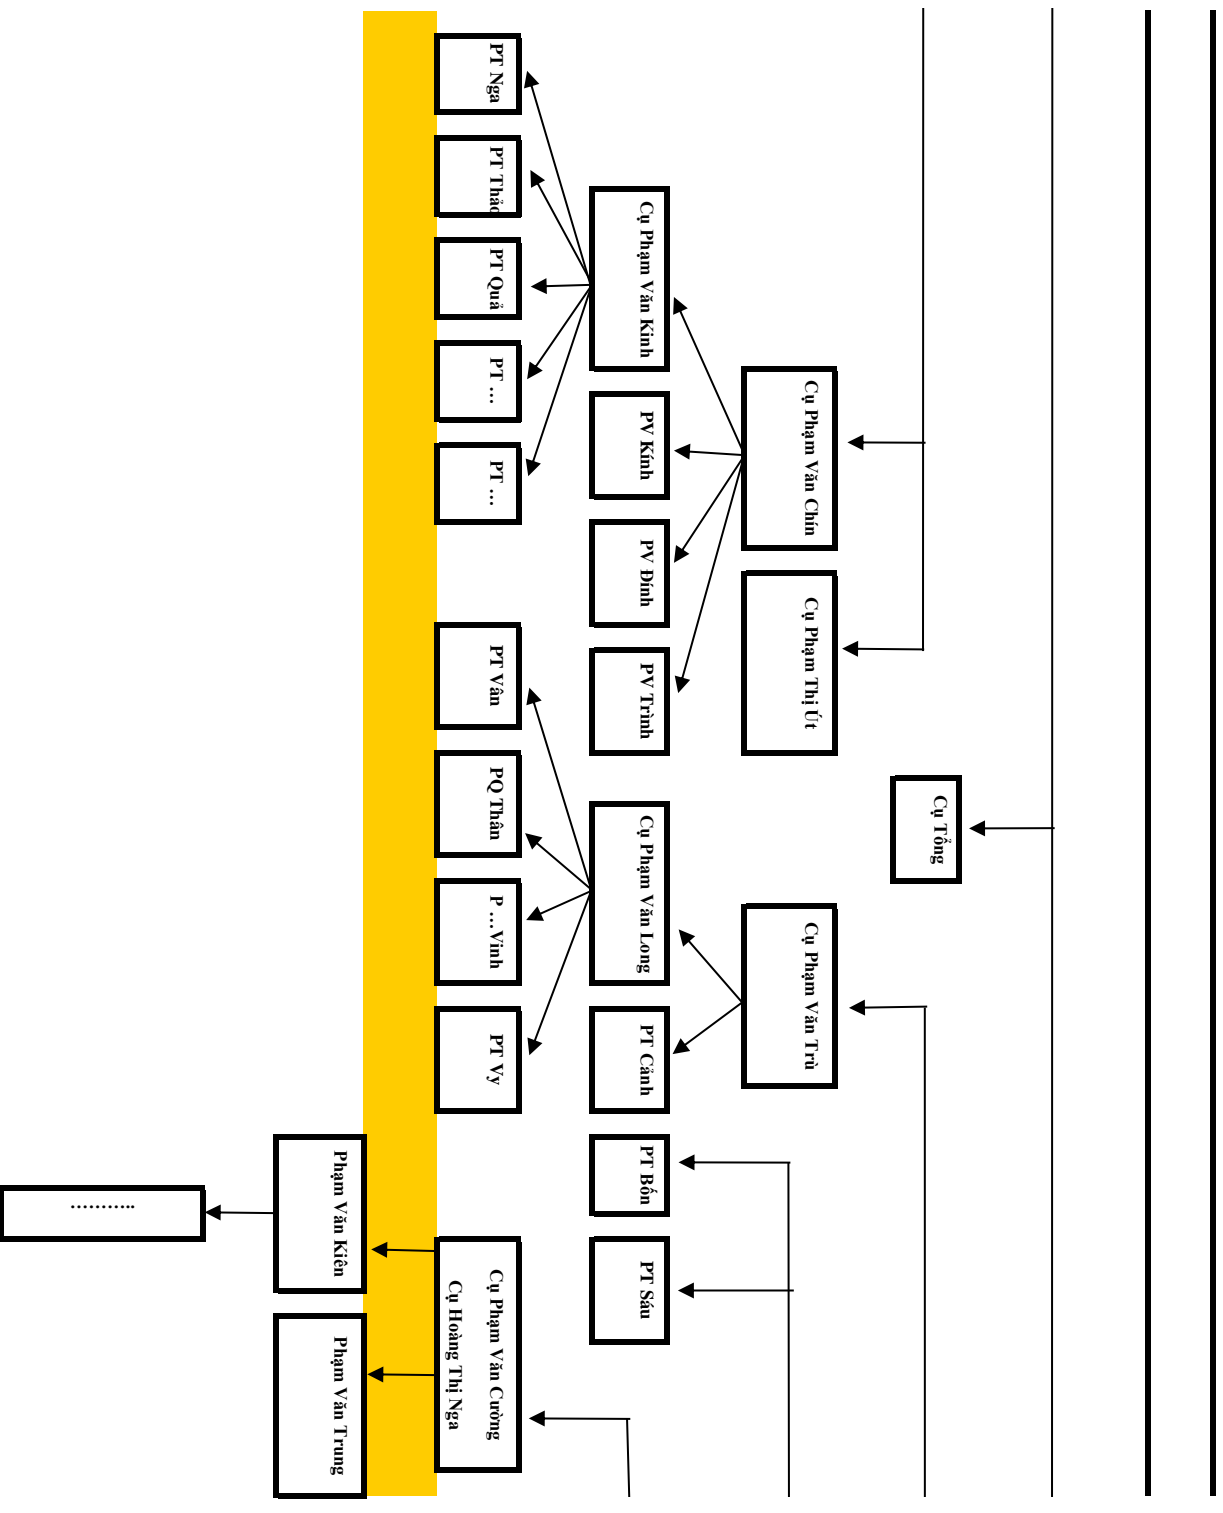 Cụ Tổng
Cụ Phạm Văn Chín
Cụ Phạm Thị Út
Cụ Phạm Văn Trù
Cụ Phạm Văn Kinh
PV Kính
PV Đính
PV Trình
Cụ Phạm Văn Long
PT Cảnh
PT Bốn
PT Sáu
PT Nga
PT Thảo
PT Quả
PT …
PT …
PT Vân
PQ Thân
P …Vinh
PT Vy
Cụ Phạm Văn Cường
Cụ Hoàng Thị Nga
Phạm Văn Kiên
Phạm Văn Trung
………..